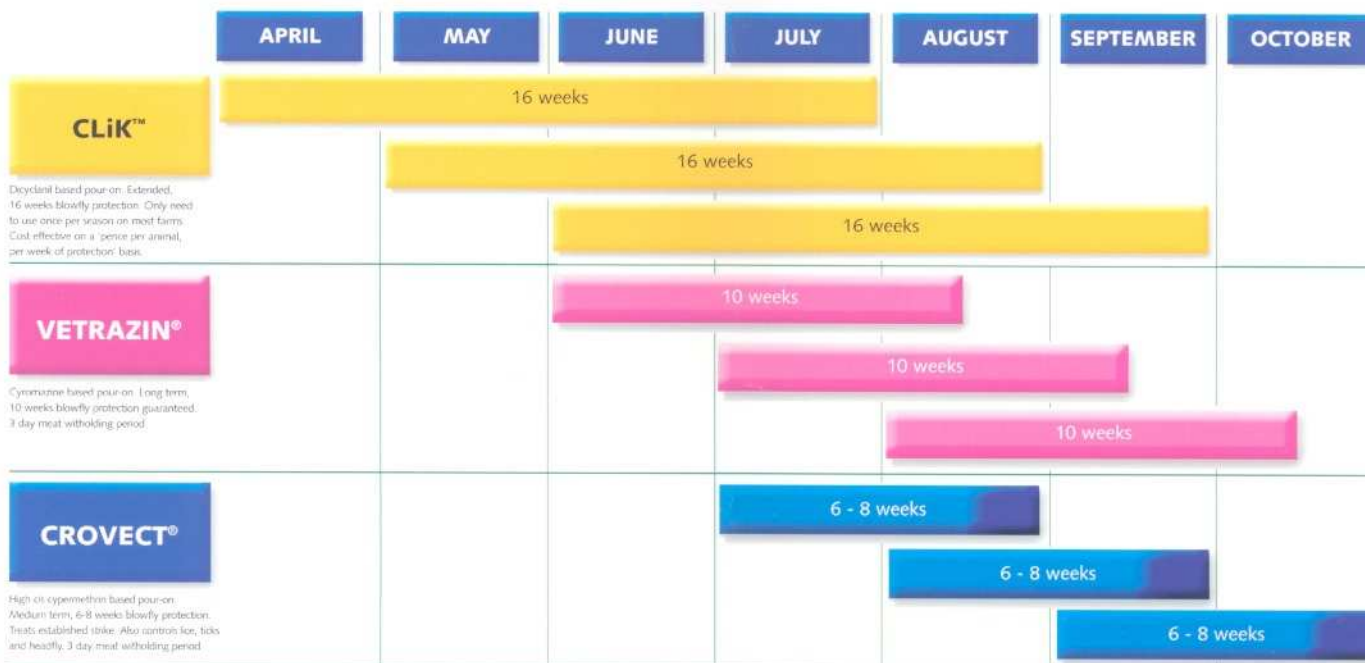 APRIL MAY JUNE JULY AUGUST SEPTEMBER OCTOBER
CLiK™
16 weeks
16 weeks
16 weeks
Dicyclanil based pour-on. Extended,
16 weeks blowfly protection. Only need
to use once per season on most farms.
Cost effective on a 'pence per animal,
per week of protection' basis.
VETRAZIN®
10 weeks
10 weeks
10 weeks
Cyromazine based pour-on. Long term,
10 weeks blowfly protection guaranteed.
3 day meat witholding period
CROVECT®
6 - 8 weeks
6 - 8 weeks
6 - 8 weeks
High cis cypermethrin based pour-on.
Medium term, 6-8 weeks blowfly protection.
Treats established strike. Also controls lice, ticks
and headfly. 3 day meat witholding period